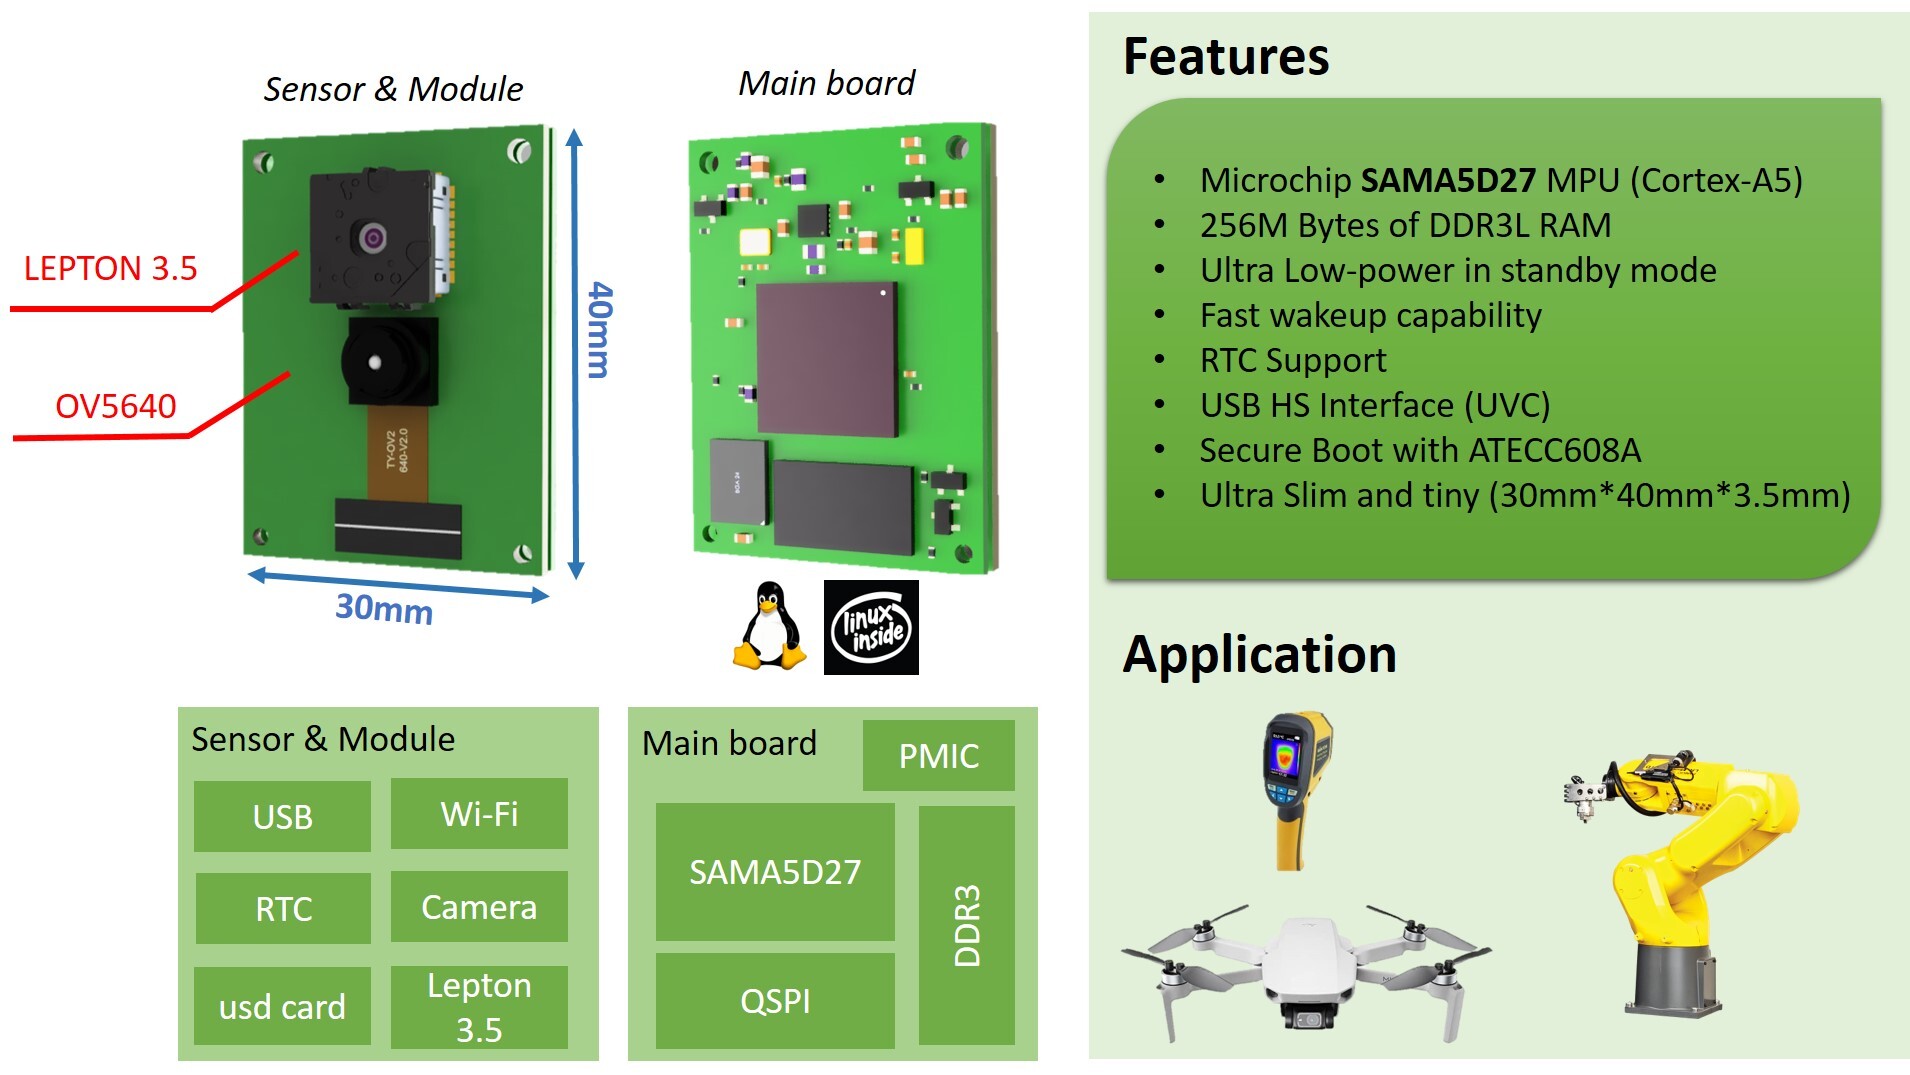 Sensor & Module
Main board
LEPTON 3.5
OV5640
TY-OV2
640-V2.0
40mm
30mm
BGA 24
linux
inside
Features
• Microchip SAMA5D27 MPU (Cortex-A5)
• 256M Bytes of DDR3L RAM
• Ultra Low-power in standby mode
• Fast wakeup capability
• RTC Support
• USB HS Interface (UVC)
• Secure Boot with ATECC608A
• Ultra Slim and tiny (30mm*40mm*3.5mm)
Application
Sensor & Module
USB
Wi-Fi
RTC
Camera
usd card
Lepton
3.5
Main board
PMIC
SAMA5D27
DDR3
QSPI